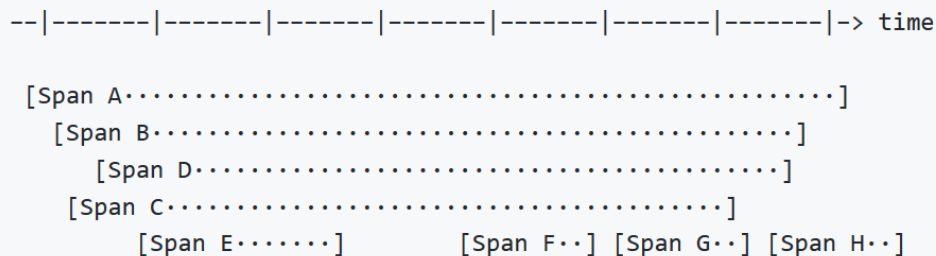 --|-------|-------|-------|-------|-------|-------|-------|-> time
[Span A···················································]
[Span B··············································]
[Span D··········································]
[Span C········································]
[Span E·······]        [Span F··] [Span G··] [Span H··]